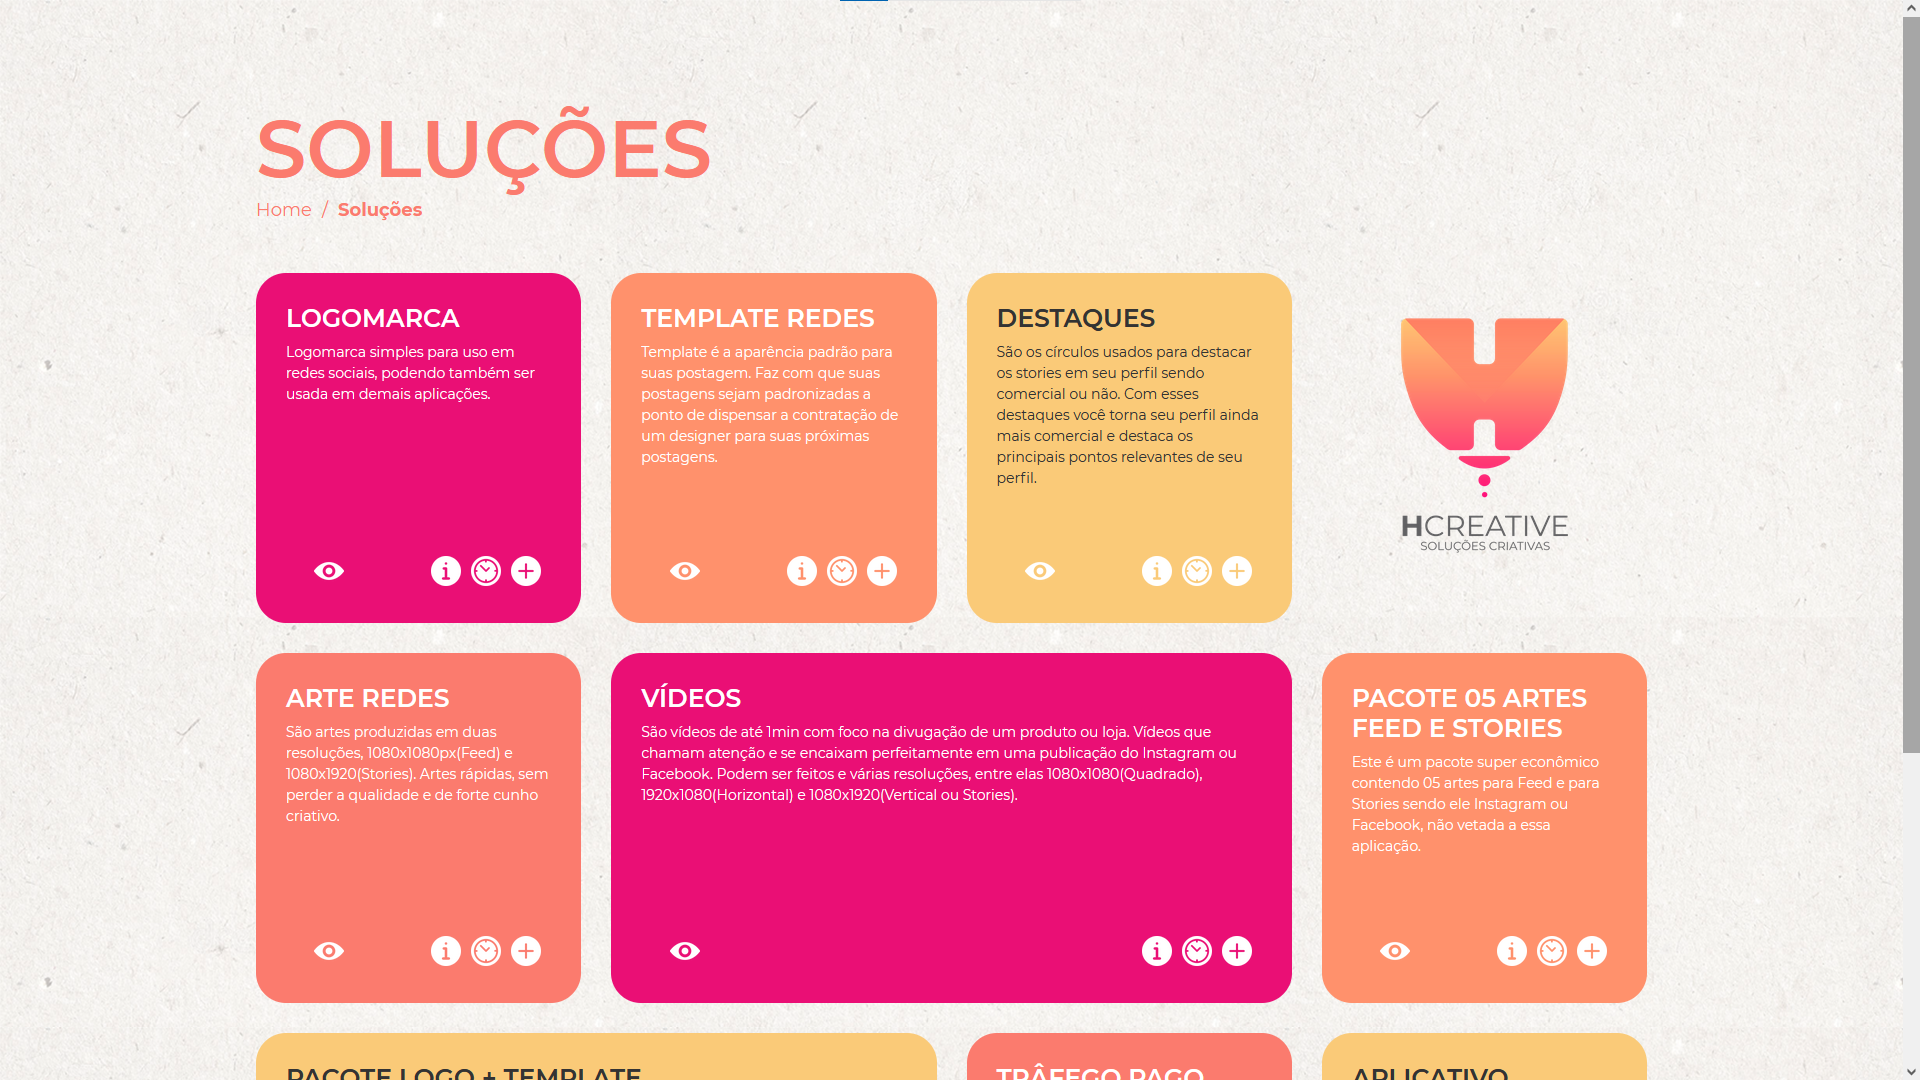 SOLUÇÕES
Home / Soluções
LOGOMARCA
Logomarca simples para uso em
redes sociais, podendo também ser
usada em demais aplicações.
TEMPLATE REDES
Template é a aparência padrão para
suas postagem. Faz com que suas
postagens sejam padronizadas a
ponto de dispensar a contratação de
um designer para suas próximas
postagens.
DESTAQUES
São os círculos usados para destacar
os stories em seu perfil sendo
comercial ou não. Com esses
destaques você torna seu perfil ainda
mais comercial e destaca os
principais pontos relevantes de seu
perfil.
HCREATIVE
SOLUÇÕES CRIATIVAS
ARTE REDES
São artes produzidas em duas
resoluções, 1080x1080px(Feed) e
1080x1920(Stories). Artes rápidas, sem
perder a qualidade e de forte cunho
criativo.
VÍDEOS
São vídeos de até 1min com foco na divugação de um produto ou loja. Vídeos que
chamam atenção e se encaixam perfeitamente em uma publicação do Instagram ou
Facebook. Podem ser feitos e várias resoluções, entre elas 1080x1080(Quadrado),
1920x1080(Horizontal) e 1080x1920(Vertical ou Stories).
PACOTE 05 ARTES
FEED E STORIES
Este é um pacote super econômico
contendo 05 artes para Feed e para
Stories sendo ele Instagram ou
Facebook, não vetada a essa
aplicação.
PACOTE LOGO + TEMPLATE
TRÂFEGO PAGO
APLICATIVO